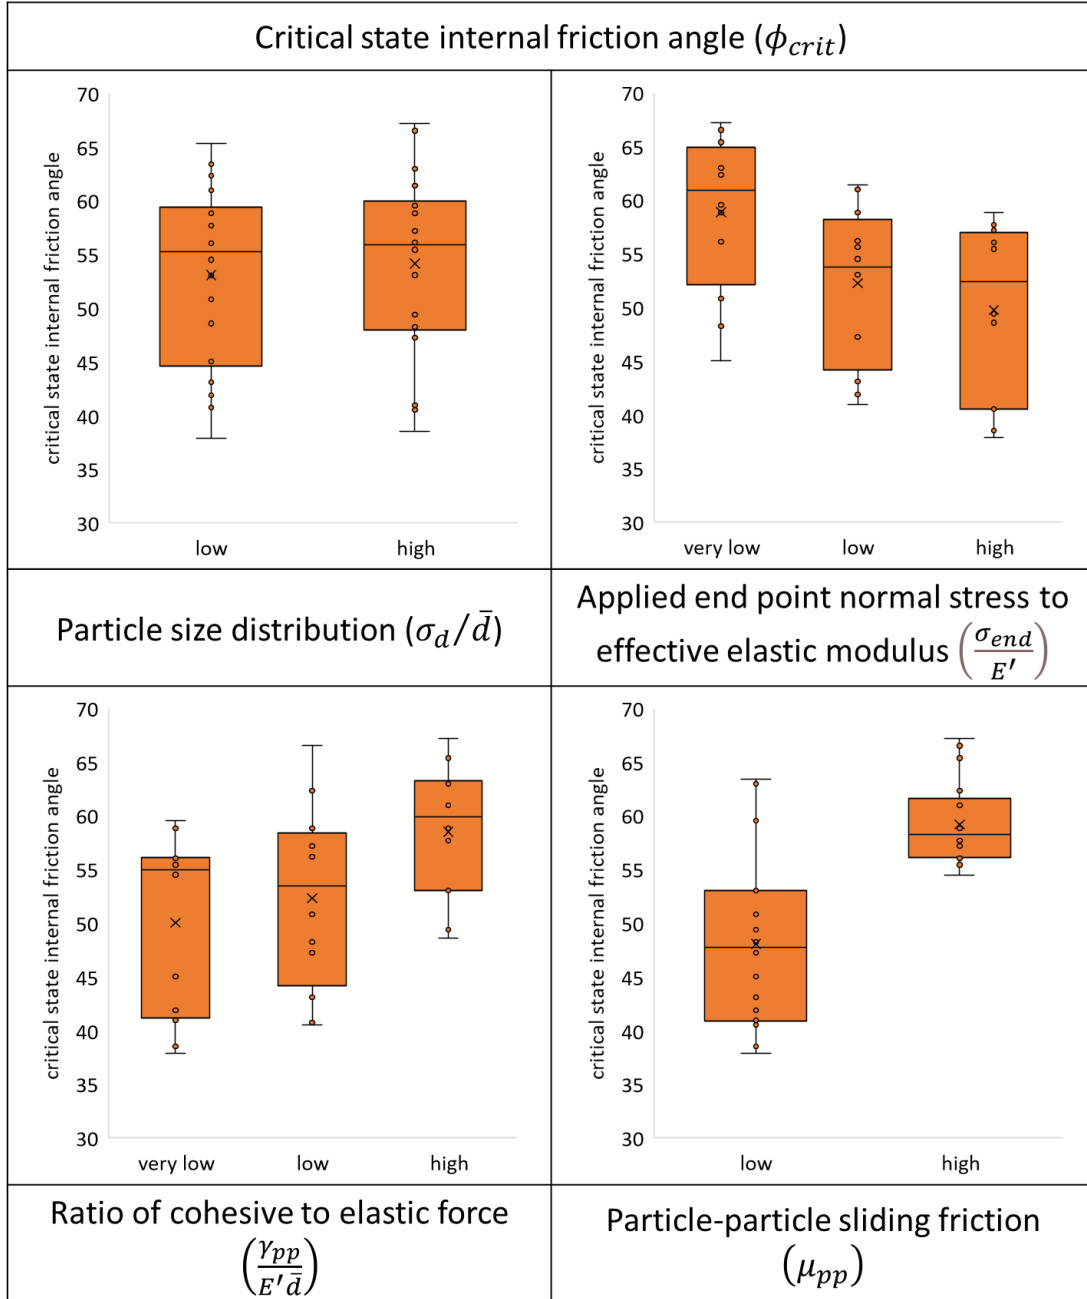 Critical state internal friction angle (ϕcrit)
critical state internal friction angle
70
65
60
55
50
45
40
35
30
low
high
critical state internal friction angle
70
65
60
55
50
45
40
35
30
very low
low
high
Particle size distribution (σd/d̄)
Applied end point normal stress to
effective elastic modulus (σend/E′)
critical state internal friction angle
70
65
60
55
50
45
40
35
30
very low
low
high
critical state internal friction angle
70
65
60
55
50
45
40
35
30
low
high
Ratio of cohesive to elastic force
(γpp/E′d̄)
Particle-particle sliding friction
(μpp)